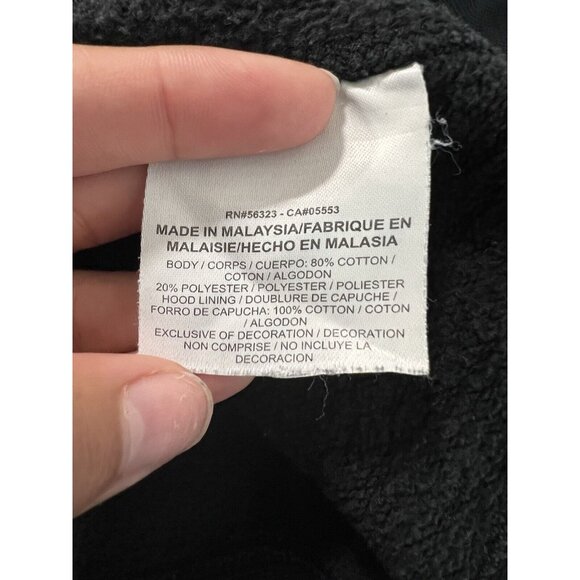 RN#56323 - CA#05553
MADE IN MALAYSIA/FABRIQUE EN
MALAISIE/HECHO EN MALASIA
BODY / CORPS / CUERPO: 80% COTTON /
COTON / ALGODON
20% POLYESTER / POLYESTER / POLIESTER
HOOD LINING / DOUBLURE DE CAPUCHE /
FORRO DE CAPUCHA: 100% COTTON / COTON
/ ALGODON
EXCLUSIVE OF DECORATION / DECORATION
NON COMPRISE / NO INCLUYE LA
DECORACION